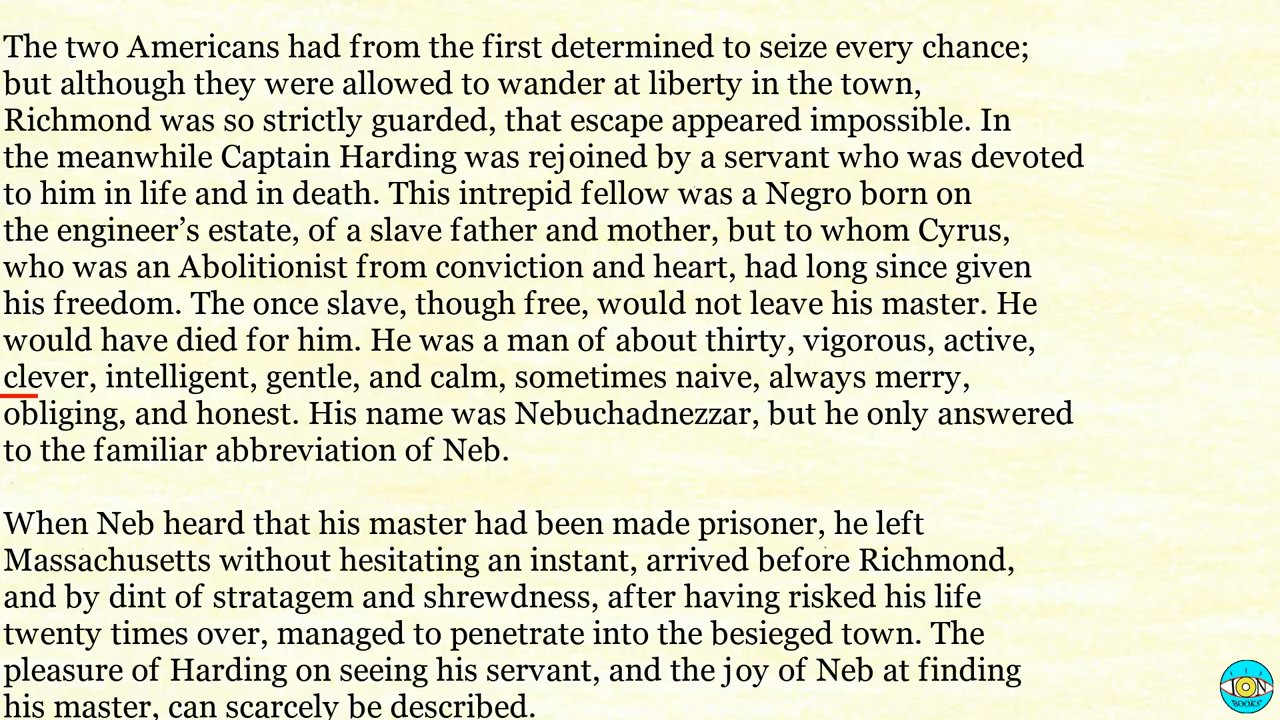 The two Americans had from the first determined to seize every chance;
but although they were allowed to wander at liberty in the town,
Richmond was so strictly guarded, that escape appeared impossible. In
the meanwhile Captain Harding was rejoined by a servant who was devoted
to him in life and in death. This intrepid fellow was a Negro born on
the engineer’s estate, of a slave father and mother, but to whom Cyrus,
who was an Abolitionist from conviction and heart, had long since given
his freedom. The once slave, though free, would not leave his master. He
would have died for him. He was a man of about thirty, vigorous, active,
clever, intelligent, gentle, and calm, sometimes naive, always merry,
obliging, and honest. His name was Nebuchadnezzar, but he only answered
to the familiar abbreviation of Neb.
When Neb heard that his master had been made prisoner, he left
Massachusetts without hesitating an instant, arrived before Richmond,
and by dint of stratagem and shrewdness, after having risked his life
twenty times over, managed to penetrate into the besieged town. The
pleasure of Harding on seeing his servant, and the joy of Neb at finding
his master, can scarcely be described.
ION
BOOKS